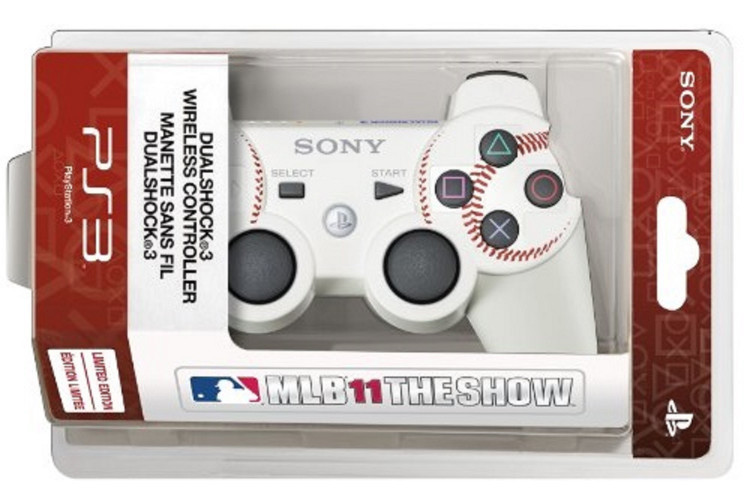 SONY
PS3
PlayStation®3
DUALSHOCK®3
WIRELESS CONTROLLER
MANETTE SANS FIL
DUALSHOCK®3
SONY
SELECT
START
LIMITED EDITION
ÉDITION LIMITÉE
MLB 11 THE SHOW